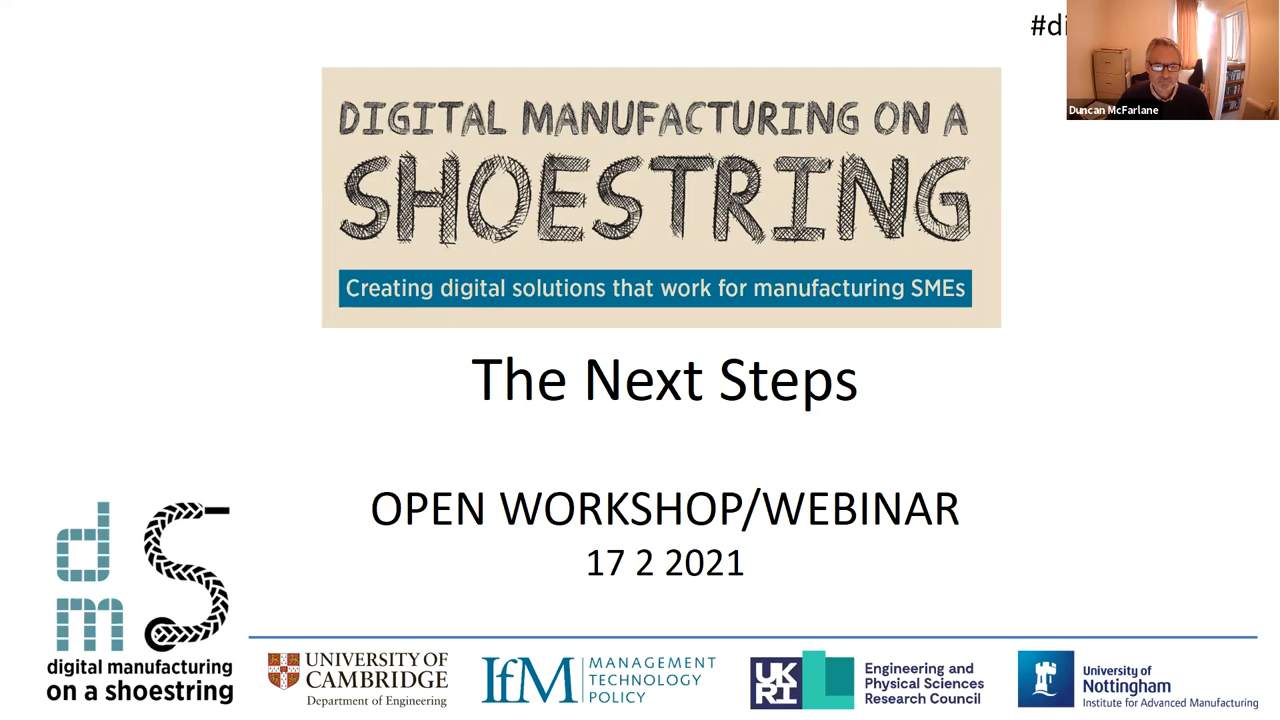 #di
Duncan McFarlane
DIGITAL MANUFACTURING ON A
SHOESTRING
Creating digital solutions that work for manufacturing SMEs
The Next Steps
OPEN WORKSHOP/WEBINAR
17 2 2021
d S
m
digital manufacturing
on a shoestring
UNIVERSITY OF
CAMBRIDGE
Department of Engineering
IfM
MANAGEMENT
TECHNOLOGY
POLICY
UK
RI
Engineering and
Physical Sciences
Research Council
University of
Nottingham
Institute for Advanced Manufacturing